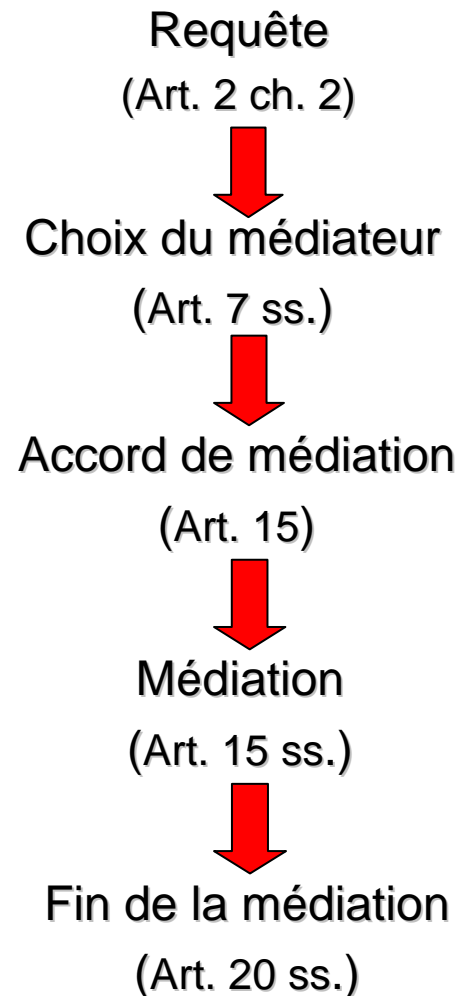 Requête
(Art. 2 ch. 2)
Choix du médiateur
(Art. 7 ss.)
Accord de médiation
(Art. 15)
Médiation
(Art. 15 ss.)
Fin de la médiation
(Art. 20 ss.)